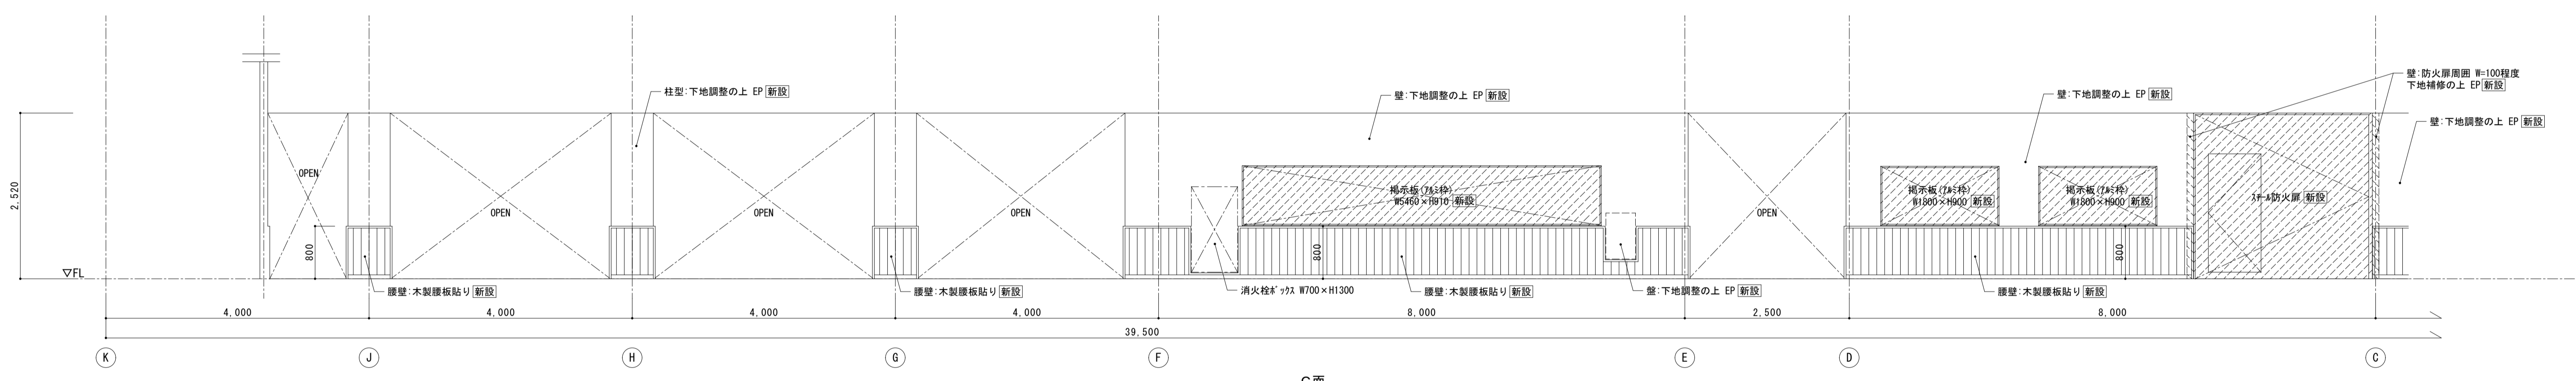 柱型:下地調整の上 EP 新設
壁:下地調整の上 EP 新設
壁:下地調整の上 EP 新設
壁:防火扉周囲 W=100程度
下地補修の上 EP 新設
壁:下地調整の上 EP 新設
2,520
OPEN
OPEN
OPEN
OPEN
OPEN
掲示板(ｱﾙﾐ枠)
W5460×H910 新設
掲示板(ｱﾙﾐ枠)
W1800×H900 新設
掲示板(ｱﾙﾐ枠)
W1800×H900 新設
ｽﾁｰﾙ防火扉 新設
800
800
800
▽FL
腰壁:木製腰板貼り 新設
腰壁:木製腰板貼り 新設
消火栓ﾎﾞックス W700×H1300
腰壁:木製腰板貼り 新設
盤:下地調整の上 EP 新設
腰壁:木製腰板貼り 新設
4,000
4,000
4,000
4,000
8,000
2,500
8,000
39,500
K
J
H
G
F
E
D
C